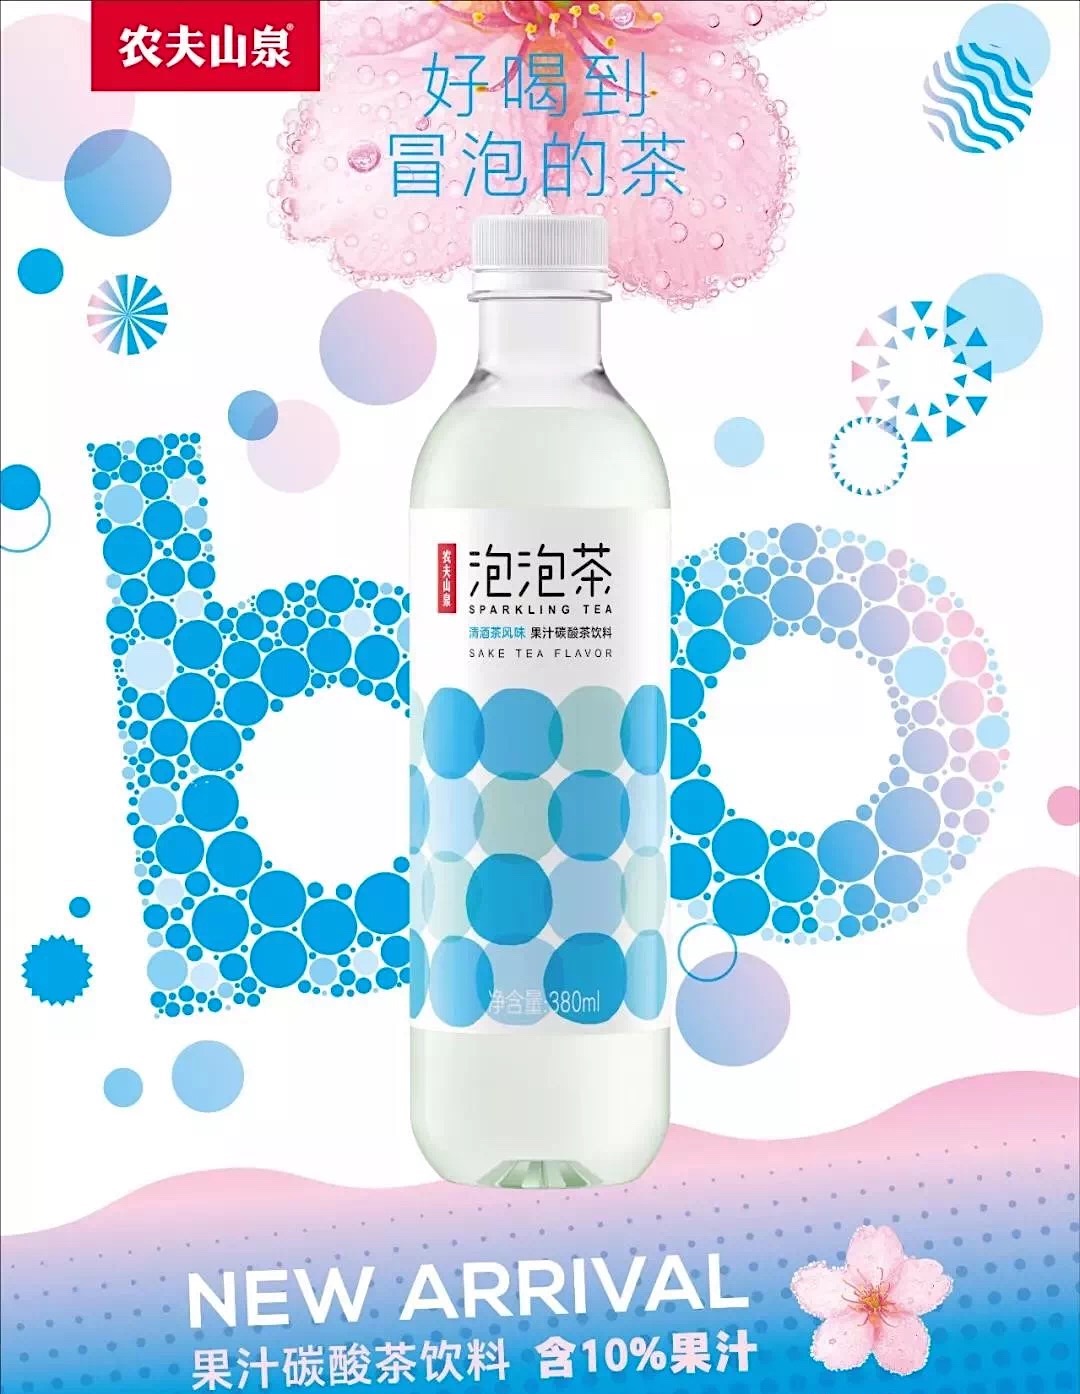 农夫山泉®
好喝到
冒泡的茶
农夫山泉
泡泡茶
SPARKLING TEA
清酒茶风味 果汁碳酸茶饮料
SAKE TEA FLAVOR
bp
净含量:380ml
NEW ARRIVAL
果汁碳酸茶饮料 含10%果汁